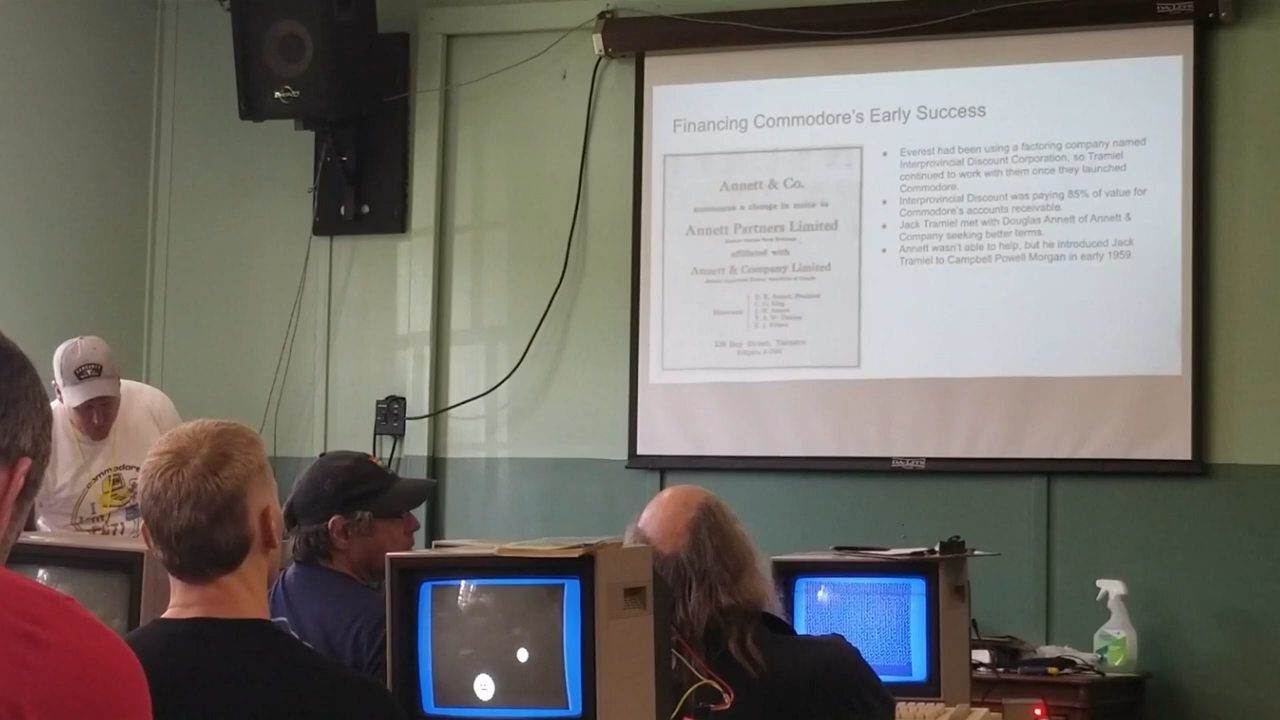 Financing Commodore's Early Success
Annett & Co.
announces a change in name to
Annett Partners Limited
affiliated with
Annett & Company Limited
Everest had been using a factoring company named
Interprovincial Discount Corporation, so Tramiel
continued to work with them once they launched
Commodore.
Interprovincial Discount was paying 85% of value for
Commodore's accounts receivable.
Jack Tramiel met with Douglas Annett of Annett &
Company seeking better terms.
Annett wasn't able to help, but he introduced Jack
Tramiel to Campbell Powell Morgan in early 1959.
DA-LITE
commodore